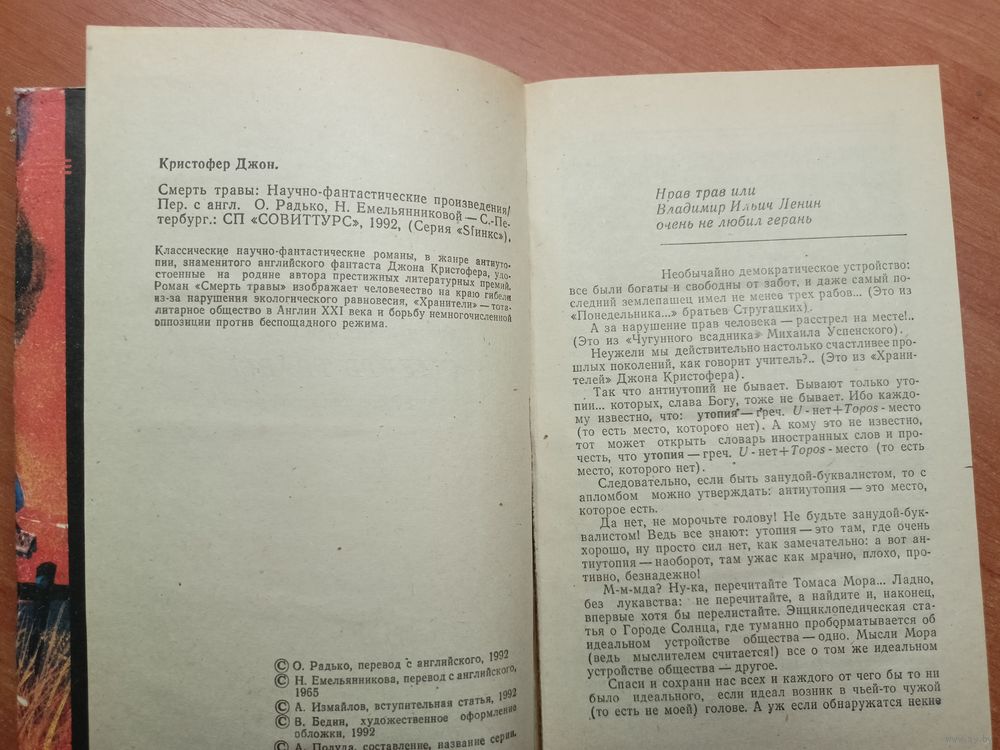 Кристофер Джон.
Смерть травы: Научно-фантастические произведения/
Пер. с англ. О. Радько, Н. Емельянниковой — С.-Пе-
тербург.: СП «СОВИТТУРС», 1992, (Серия «Sfинкс»),
Классические научно-фантастические романы, в жанре антиуто-
пии, знаменитого английского фантаста Джона Кристофера, удо-
стоенные на родине автора престижных литературных премий.
Роман «Смерть травы» изображает человечество на краю гибели
из-за нарушения экологического равновесия, «Хранители» — тота-
литарное общество в Англии XXI века и борьбу немногочисленной
оппозиции против беспощадного режима.
© О. Радько, перевод с английского, 1992
© Н. Емельянникова, перевод с английского,
1965
© А. Измайлов, вступительная статья, 1992
© В. Бедин, художественное оформление
обложки, 1992
© А. составление, название серии.
Нрав трав или
Владимир Ильич Ленин
очень не любил герань
Необычайно демократическое устройство:
все были богаты и свободны от забот, и даже самый по-
следний землепашец имел не менее трех рабов... (Это из
«Понедельника...» братьев Стругацких).
А за нарушение прав человека — расстрел на месте!..
(Это из «Чугунного всадника» Михаила Успенского).
Неужели мы действительно настолько счастливее про-
шлых поколений, как говорит учитель?.. (Это из «Храни-
телей» Джона Кристофера).
Так что антиутопий не бывает. Бывают только уто-
пии... которых, слава Богу, тоже не бывает. Ибо каждо-
му известно, что: утопия — греч. U - нет + Topos - место
(то есть место, которого нет). А кому это не известно,
тот может открыть словарь иностранных слов и про-
честь, что утопия — греч. U - нет + Topos - место (то есть
место, которого нет).
Следовательно, если быть занудой-буквалистом, то с
апломбом можно утверждать: антиутопия — это место,
которое есть.
Да нет, не морочьте голову! Не будьте занудой-бук-
валистом! Ведь все знают: утопия — это там, где очень
хорошо, ну просто сил нет, как замечательно: а вот ан-
тиутопия — наоборот, там ужас как мрачно, плохо, про-
тивно, безнадежно!
М-м-мда? Ну-ка, перечитайте Томаса Мора... Ладно,
без лукавства: не перечитайте, а найдите и, наконец,
впервые хотя бы перелистайте. Энциклопедическая ста-
тья о Городе Солнца, где туманно проборматывается об
идеальном устройстве общества — одно. Мысли Мора
(ведь мыслителем считается!) все о том же идеальном
устройстве общества — другое.
Спаси и сохрани нас всех и каждого от чего бы то ни
было идеального, если идеал возник в чьей-то чужой
(то есть не моей) голове. А уж если обнаружатся некие